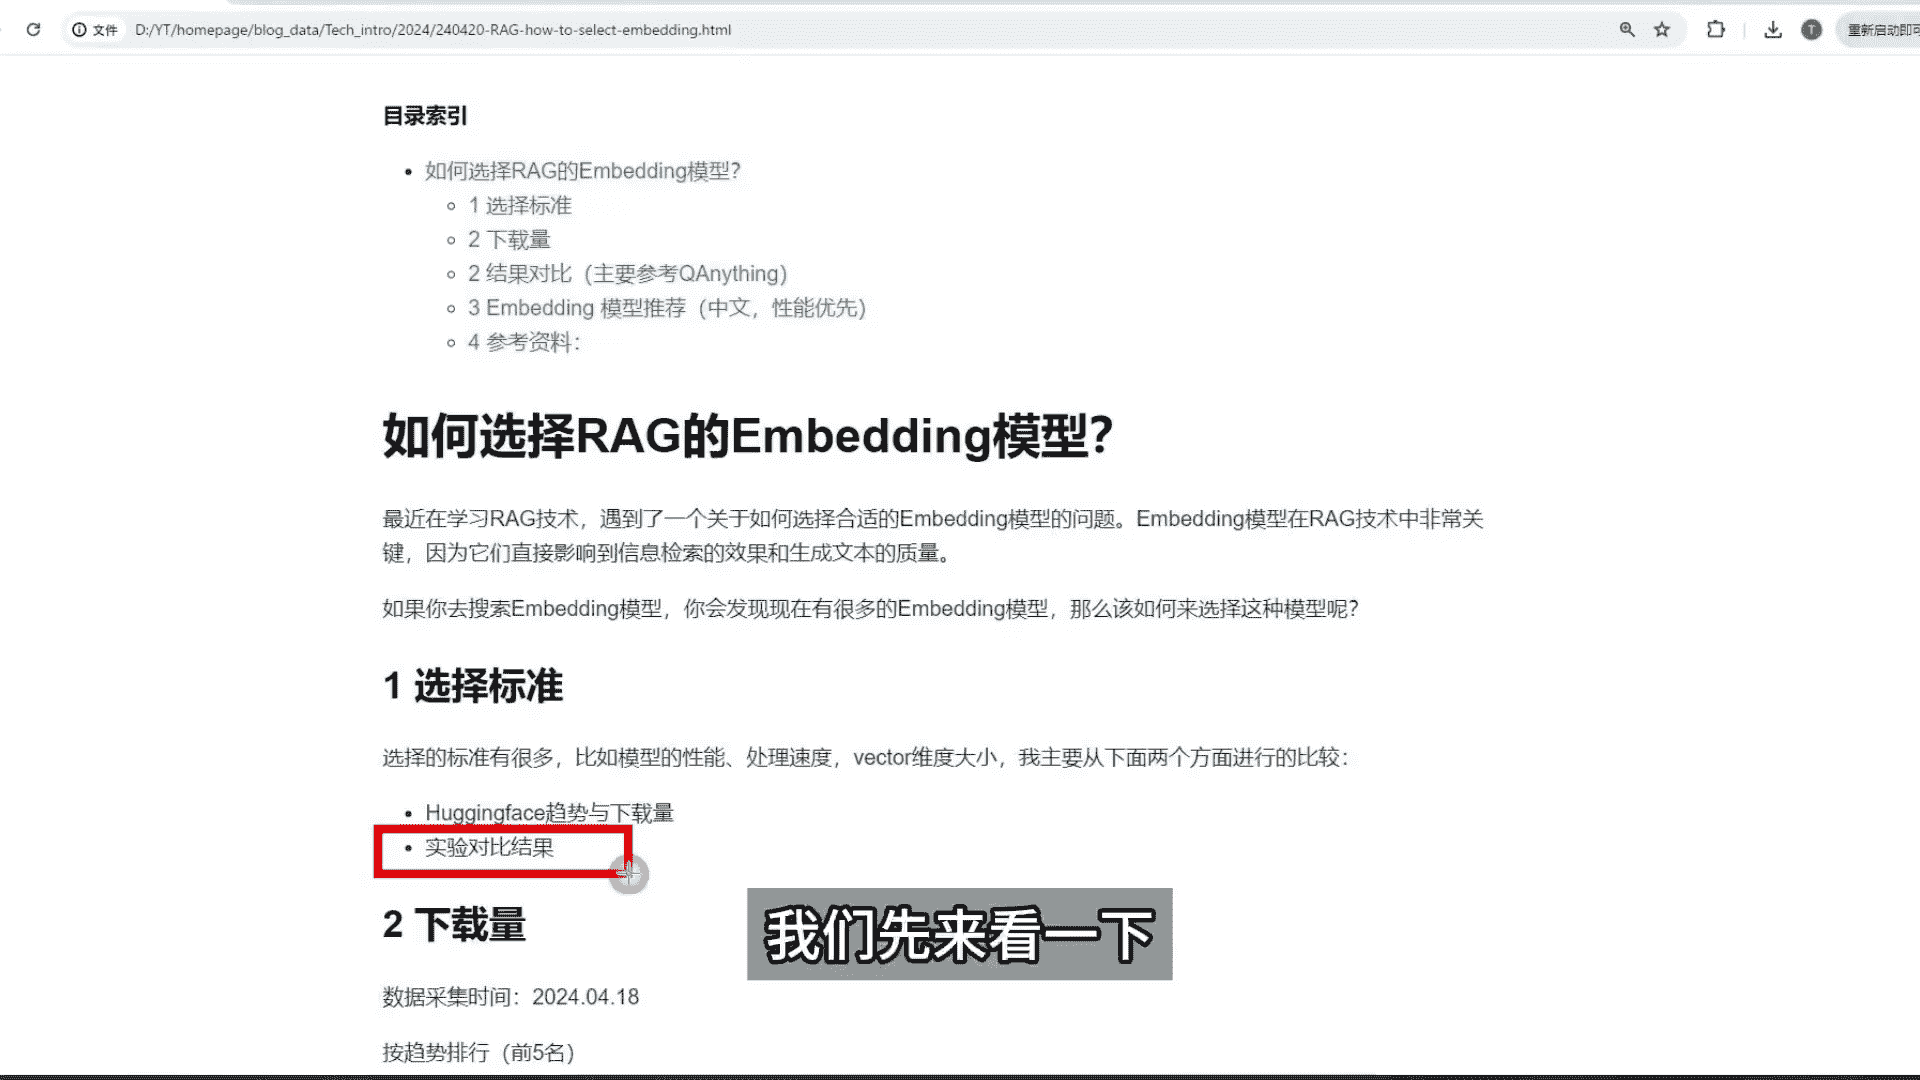 文件 D:/YT/homepage/blog_data/Tech_intro/2024/240420-RAG-how-to-select-embedding.html T 重新启动即可
目录索引
如何选择RAG的Embedding模型？
1 选择标准
2 下载量
2 结果对比（主要参考QAnything）
3 Embedding 模型推荐（中文，性能优先）
4 参考资料：
如何选择RAG的Embedding模型？
最近在学习RAG技术，遇到了一个关于如何选择合适的Embedding模型的问题。Embedding模型在RAG技术中非常关
键，因为它们直接影响到信息检索的效果和生成文本的质量。
如果你去搜索Embedding模型，你会发现现在有很多的Embedding模型，那么该如何来选择这种模型呢？
1 选择标准
选择的标准有很多，比如模型的性能、处理速度，vector维度大小，我主要从下面两个方面进行的比较：
Huggingface趋势与下载量
实验对比结果
2 下载量
我们先来看一下
数据采集时间：2024.04.18
按趋势排行（前5名）